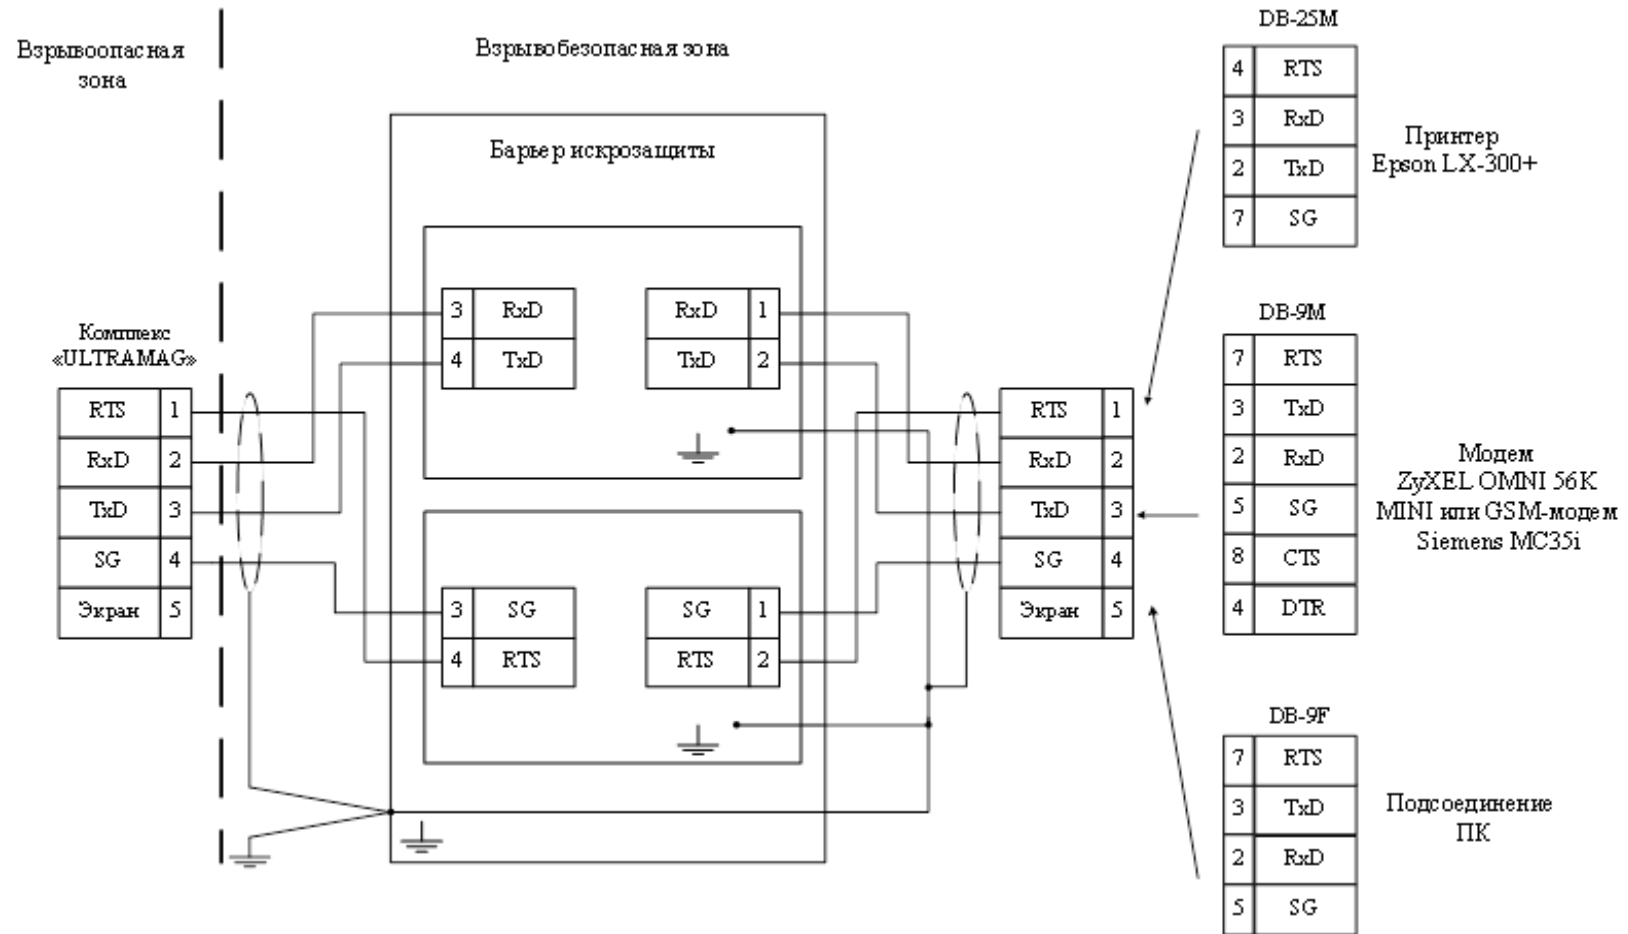 Взрывоопасная
зона
Взрывобезопасная зона
Барьер искрозащиты
Комплекс
«ULTRAMAG»
RTS 1
RxD 2
TxD 3
SG 4
Экран 5
3 RxD
4 TxD
RxD 1
TxD 2
3 SG
4 RTS
SG 1
RTS 2
RTS 1
RxD 2
TxD 3
SG 4
Экран 5
DB-25M
4 RTS
3 RxD
2 TxD
7 SG
Принтер
Epson LX-300+
DB-9M
7 RTS
3 TxD
2 RxD
5 SG
8 CTS
4 DTR
Модем
ZyXEL OMNI 56K
MINI или GSM-модем
Siemens MC35i
DB-9F
7 RTS
3 TxD
2 RxD
5 SG
Подсоединение
ПК